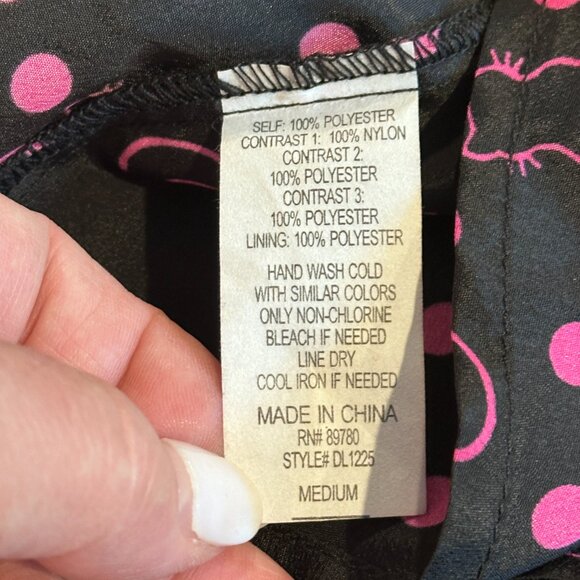 SELF: 100% POLYESTER
CONTRAST 1: 100% NYLON
CONTRAST 2:
100% POLYESTER
CONTRAST 3:
100% POLYESTER
LINING: 100% POLYESTER
HAND WASH COLD
WITH SIMILAR COLORS
ONLY NON-CHLORINE
BLEACH IF NEEDED
LINE DRY
COOL IRON IF NEEDED
MADE IN CHINA
RN# 89780
STYLE# DL1225
MEDIUM